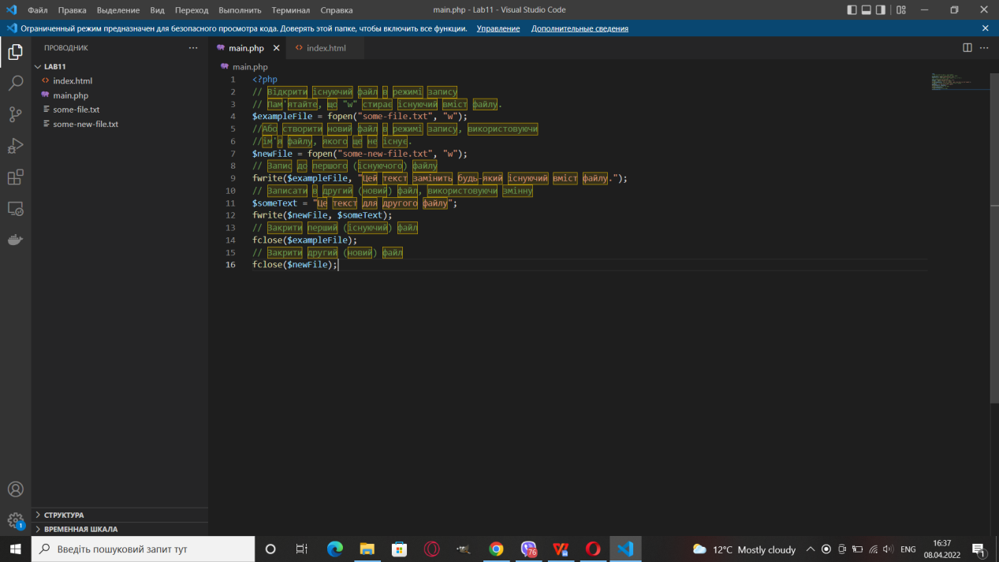 Файл Правка Выделение Вид Переход Выполнить Терминал Справка main.php - Lab11 - Visual Studio Code
Ограниченный режим предназначен для безопасного просмотра кода. Доверять этой папке, чтобы включить все функции. Управление Дополнительные сведения
ПРОВОДНИК
LAB11
index.html
main.php
some-file.txt
some-new-file.txt
СТРУКТУРА
ВРЕМЕННАЯ ШКАЛА
1
main.php index.html
main.php
1 <?php
2 // Відкрити існуючий файл в режимі запису
3 // Пам'ятайте, що "w" стирає існуючий вміст файлу.
4 $exampleFile = fopen("some-file.txt", "w");
5 //Або створити новий файл в режимі запису, використовуючи
6 //ім'я файлу, якого ще не існує.
7 $newFile = fopen("some-new-file.txt", "w");
8 // Запис до першого (існуючого) файлу
9 fwrite($exampleFile, "Цей текст замінить будь-який існуючий вміст файлу.");
10 // Записати в другий (новий) файл, використовуючи змінну
11 $someText = "Це текст для другого файлу";
12 fwrite($newFile, $someText);
13 // Закрити перший (існуючий) файл
14 fclose($exampleFile);
15 // Закрити другий (новий) файл
16 fclose($newFile);
Введіть пошуковий запит тут
76
12°C Mostly cloudy
ENG
16:37
08.04.2022
1